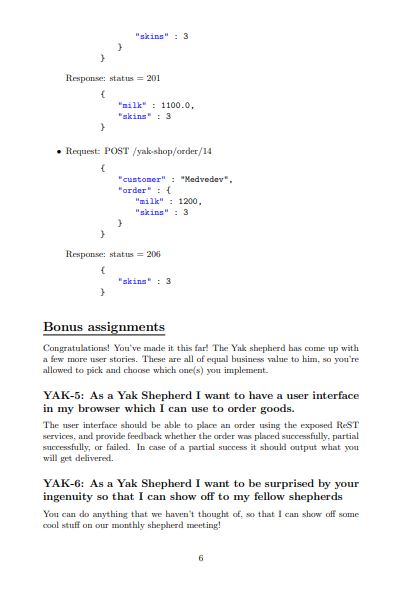 "skins" : 3
}
}
Response: status = 201
{
"milk" : 1100.0,
"skins" : 3
}
• Request: POST /yak-shop/order/14
{
"customer" : "Medvedev",
"order" : {
"milk" : 1200,
"skins" : 3
}
}
Response: status = 206
{
"skins" : 3
}
Bonus assignments
Congratulations! You've made it this far! The Yak shepherd has come up with
a few more user stories. These are all of equal business value to him, so you're
allowed to pick and choose which one(s) you implement.
YAK-5: As a Yak Shepherd I want to have a user interface
in my browser which I can use to order goods.
The user interface should be able to place an order using the exposed ReST
services, and provide feedback whether the order was placed successfully, partial
successfully, or failed. In case of a partial success it should output what you
will get delivered.
YAK-6: As a Yak Shepherd I want to be surprised by your
ingenuity so that I can show off to my fellow shepherds
You can do anything that we haven't thought of, so that I can show off some
cool stuff on our monthly shepherd meeting!
6